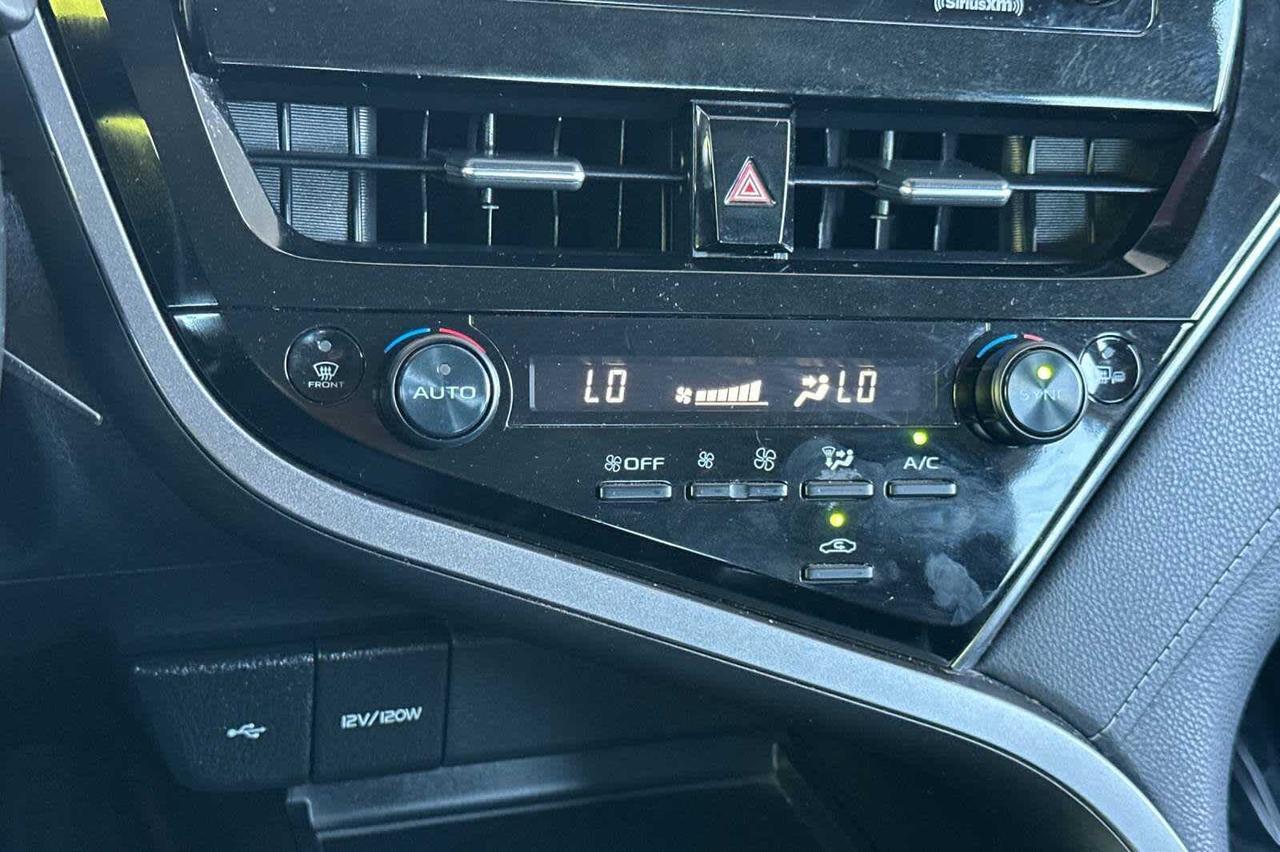 SiriusXM
FRONT
AUTO
LO
LO
SYNC
OFF
A/C
12V/120W